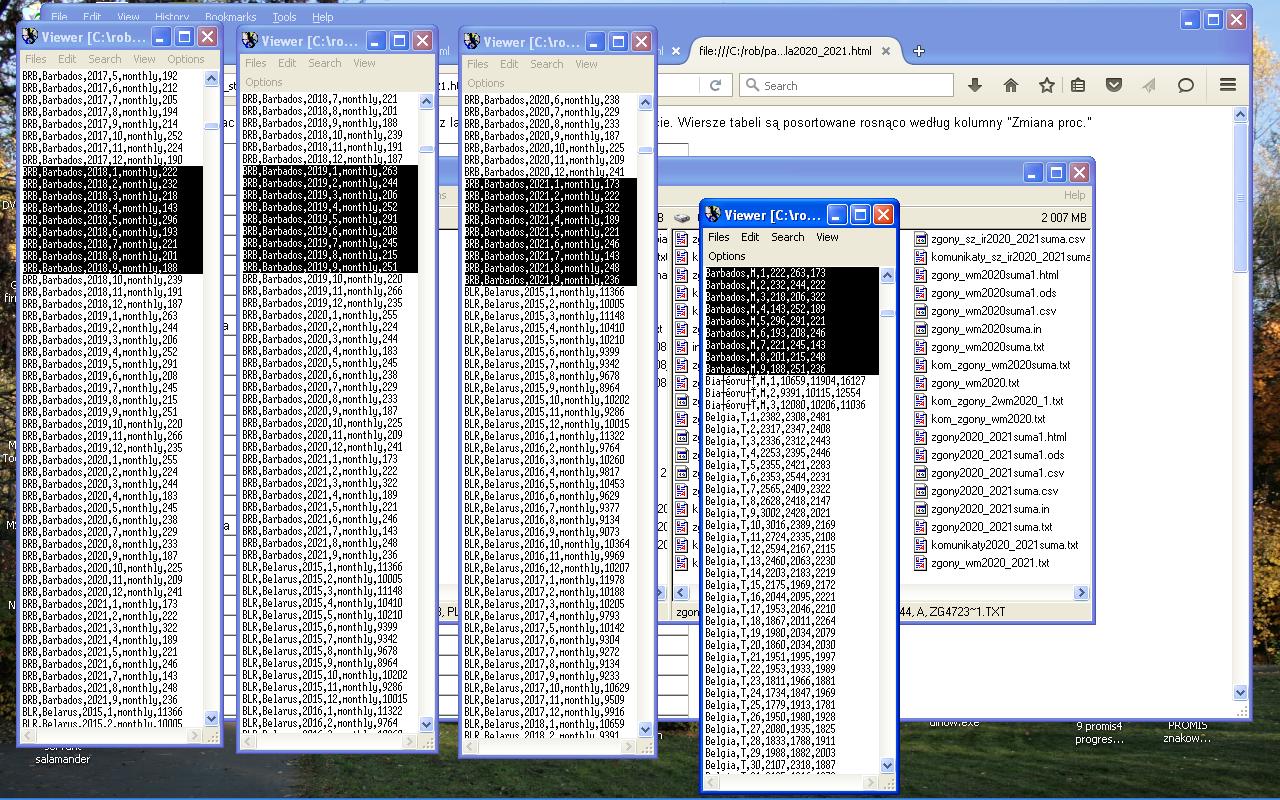 File Edit View History Bookmarks Tools Help
file:///C:/rob/pa...la2020_2021.html
Search
cie. Wiersze tabeli są posortowane rosnąco według kolumny "Zmiana proc."
Viewer [C:\rob...
Files Edit Search View Options
BRB,Barbados,2017,5,monthly,192
BRB,Barbados,2017,6,monthly,212
BRB,Barbados,2017,7,monthly,205
BRB,Barbados,2017,8,monthly,194
BRB,Barbados,2017,9,monthly,214
BRB,Barbados,2017,10,monthly,252
BRB,Barbados,2017,11,monthly,224
BRB,Barbados,2017,12,monthly,190
BRB,Barbados,2018,1,monthly,222
BRB,Barbados,2018,2,monthly,232
BRB,Barbados,2018,3,monthly,218
BRB,Barbados,2018,4,monthly,143
BRB,Barbados,2018,5,monthly,296
BRB,Barbados,2018,6,monthly,193
BRB,Barbados,2018,7,monthly,221
BRB,Barbados,2018,8,monthly,201
BRB,Barbados,2018,9,monthly,188
BRB,Barbados,2018,10,monthly,239
BRB,Barbados,2018,11,monthly,191
BRB,Barbados,2018,12,monthly,187
BRB,Barbados,2019,1,monthly,263
BRB,Barbados,2019,2,monthly,244
BRB,Barbados,2019,3,monthly,206
BRB,Barbados,2019,4,monthly,252
BRB,Barbados,2019,5,monthly,291
BRB,Barbados,2019,6,monthly,208
BRB,Barbados,2019,7,monthly,245
BRB,Barbados,2019,8,monthly,215
BRB,Barbados,2019,9,monthly,251
BRB,Barbados,2019,10,monthly,220
BRB,Barbados,2019,11,monthly,266
BRB,Barbados,2019,12,monthly,235
BRB,Barbados,2020,1,monthly,255
BRB,Barbados,2020,2,monthly,224
BRB,Barbados,2020,3,monthly,244
BRB,Barbados,2020,4,monthly,183
BRB,Barbados,2020,5,monthly,245
BRB,Barbados,2020,6,monthly,238
BRB,Barbados,2020,7,monthly,229
BRB,Barbados,2020,8,monthly,233
BRB,Barbados,2020,9,monthly,187
BRB,Barbados,2020,10,monthly,225
BRB,Barbados,2020,11,monthly,209
BRB,Barbados,2020,12,monthly,241
BRB,Barbados,2021,1,monthly,173
BRB,Barbados,2021,2,monthly,222
BRB,Barbados,2021,3,monthly,322
BRB,Barbados,2021,4,monthly,189
BRB,Barbados,2021,5,monthly,221
BRB,Barbados,2021,6,monthly,246
BRB,Barbados,2021,7,monthly,143
BRB,Barbados,2021,8,monthly,248
BRB,Barbados,2021,9,monthly,236
BLR,Belarus,2015,1,monthly,11366
BLR,Belarus,2015,2,monthly,10005
Viewer [C:\ro...
Files Edit Search View
Options
BRB,Barbados,2018,7,monthly,221
BRB,Barbados,2018,8,monthly,201
BRB,Barbados,2018,9,monthly,188
BRB,Barbados,2018,10,monthly,239
BRB,Barbados,2018,11,monthly,191
BRB,Barbados,2018,12,monthly,187
BRB,Barbados,2019,1,monthly,263
BRB,Barbados,2019,2,monthly,244
BRB,Barbados,2019,3,monthly,206
BRB,Barbados,2019,4,monthly,252
BRB,Barbados,2019,5,monthly,291
BRB,Barbados,2019,6,monthly,208
BRB,Barbados,2019,7,monthly,245
BRB,Barbados,2019,8,monthly,215
BRB,Barbados,2019,9,monthly,251
BRB,Barbados,2019,10,monthly,220
BRB,Barbados,2019,11,monthly,266
BRB,Barbados,2019,12,monthly,235
BRB,Barbados,2020,1,monthly,255
BRB,Barbados,2020,2,monthly,224
BRB,Barbados,2020,3,monthly,244
BRB,Barbados,2020,4,monthly,183
BRB,Barbados,2020,5,monthly,245
BRB,Barbados,2020,6,monthly,238
BRB,Barbados,2020,7,monthly,229
BRB,Barbados,2020,8,monthly,233
BRB,Barbados,2020,9,monthly,187
BRB,Barbados,2020,10,monthly,225
BRB,Barbados,2020,11,monthly,209
BRB,Barbados,2020,12,monthly,241
BRB,Barbados,2021,1,monthly,173
BRB,Barbados,2021,2,monthly,222
BRB,Barbados,2021,3,monthly,322
BRB,Barbados,2021,4,monthly,189
BRB,Barbados,2021,5,monthly,221
BRB,Barbados,2021,6,monthly,246
BRB,Barbados,2021,7,monthly,143
BRB,Barbados,2021,8,monthly,248
BRB,Barbados,2021,9,monthly,236
BLR,Belarus,2015,1,monthly,11366
BLR,Belarus,2015,2,monthly,10005
BLR,Belarus,2015,3,monthly,11148
BLR,Belarus,2015,4,monthly,10410
BLR,Belarus,2015,5,monthly,10210
BLR,Belarus,2015,6,monthly,9399
BLR,Belarus,2015,7,monthly,9342
BLR,Belarus,2015,8,monthly,9678
BLR,Belarus,2015,9,monthly,8964
BLR,Belarus,2015,10,monthly,10202
BLR,Belarus,2015,11,monthly,9286
BLR,Belarus,2015,12,monthly,10015
BLR,Belarus,2016,1,monthly,11322
BLR,Belarus,2016,2,monthly,9764
Viewer [C:\ro...
Files Edit Search View
Options
BRB,Barbados,2020,6,monthly,238
BRB,Barbados,2020,7,monthly,229
BRB,Barbados,2020,8,monthly,233
BRB,Barbados,2020,9,monthly,187
BRB,Barbados,2020,10,monthly,225
BRB,Barbados,2020,11,monthly,209
BRB,Barbados,2020,12,monthly,241
BRB,Barbados,2021,1,monthly,173
BRB,Barbados,2021,2,monthly,222
BRB,Barbados,2021,3,monthly,322
BRB,Barbados,2021,4,monthly,189
BRB,Barbados,2021,5,monthly,221
BRB,Barbados,2021,6,monthly,246
BRB,Barbados,2021,7,monthly,143
BRB,Barbados,2021,8,monthly,248
BRB,Barbados,2021,9,monthly,236
BLR,Belarus,2015,1,monthly,11366
BLR,Belarus,2015,2,monthly,10005
BLR,Belarus,2015,3,monthly,11148
BLR,Belarus,2015,4,monthly,10410
BLR,Belarus,2015,5,monthly,10210
BLR,Belarus,2015,6,monthly,9399
BLR,Belarus,2015,7,monthly,9342
BLR,Belarus,2015,8,monthly,9678
BLR,Belarus,2015,9,monthly,8964
BLR,Belarus,2015,10,monthly,10202
BLR,Belarus,2015,11,monthly,9286
BLR,Belarus,2015,12,monthly,10015
BLR,Belarus,2016,1,monthly,11322
BLR,Belarus,2016,2,monthly,9764
BLR,Belarus,2016,3,monthly,10260
BLR,Belarus,2016,4,monthly,9817
BLR,Belarus,2016,5,monthly,10453
BLR,Belarus,2016,6,monthly,9629
BLR,Belarus,2016,7,monthly,9377
BLR,Belarus,2016,8,monthly,9134
BLR,Belarus,2016,9,monthly,9073
BLR,Belarus,2016,10,monthly,10364
BLR,Belarus,2016,11,monthly,9969
BLR,Belarus,2016,12,monthly,10207
BLR,Belarus,2017,1,monthly,11978
BLR,Belarus,2017,2,monthly,10188
BLR,Belarus,2017,3,monthly,10205
BLR,Belarus,2017,4,monthly,9793
BLR,Belarus,2017,5,monthly,10142
BLR,Belarus,2017,6,monthly,9304
BLR,Belarus,2017,7,monthly,9272
BLR,Belarus,2017,8,monthly,9134
BLR,Belarus,2017,9,monthly,9233
BLR,Belarus,2017,10,monthly,10629
BLR,Belarus,2017,11,monthly,9509
BLR,Belarus,2017,12,monthly,9916
BLR,Belarus,2018,1,monthly,10659
BLR,Belarus,2018,2,monthly,9391
Help
2 007 MB
Viewer [C:\ro...
Files Edit Search View
Options
Barbados,M,1,222,263,173
Barbados,M,2,232,244,222
Barbados,M,3,218,206,322
Barbados,M,4,143,252,189
Barbados,M,5,296,291,221
Barbados,M,6,193,208,246
Barbados,M,7,221,245,143
Barbados,M,8,201,215,248
Barbados,M,9,188,251,236
Belgia,T,1,2382,2308,2481
Belgia,T,2,2317,2347,2408
Belgia,T,3,2336,2312,2443
Belgia,T,4,2253,2395,2446
Belgia,T,5,2355,2421,2283
Belgia,T,6,2353,2544,2231
Belgia,T,7,2565,2409,2322
Belgia,T,8,2628,2418,2147
Belgia,T,9,3002,2428,2021
Belgia,T,10,3016,2389,2169
Belgia,T,11,2724,2335,2108
Belgia,T,12,2594,2167,2115
Belgia,T,13,2460,2063,2230
Belgia,T,14,2203,2183,2219
Belgia,T,15,2175,1969,2172
Belgia,T,16,2044,2095,2221
Belgia,T,17,1953,2046,2210
Belgia,T,18,1867,2011,2264
Belgia,T,19,1980,2034,2079
Belgia,T,20,1860,2034,2030
Belgia,T,21,1951,1995,1997
Belgia,T,22,1953,1933,1989
Belgia,T,23,1811,1966,1881
Belgia,T,24,1734,1847,1969
Belgia,T,25,1779,1933,1781
Belgia,T,26,1950,1980,1928
Belgia,T,27,2080,1935,1825
Belgia,T,28,1933,1788,1911
Belgia,T,29,1988,1882,2003
Belgia,T,30,2107,2318,1887
zgony_sz_ir2020_2021suma.csv
komunikaty_sz_ir2020_2021suma
zgony_wm2020suma1.html
zgony_wm2020suma1.ods
zgony_wm2020suma1.csv
zgony_wm2020suma.in
zgony_wm2020suma.txt
kom_zgony_wm2020suma.txt
zgony_wm2020.txt
kom_zgony_2wm2020_1.txt
kom_zgony_wm2020.txt
zgony2020_2021suma1.html
zgony2020_2021suma1.ods
zgony2020_2021suma1.csv
zgony2020_2021suma.csv
zgony2020_2021suma.in
zgony2020_2021suma.txt
komunikaty2020_2021suma.txt
zgony_wm2020_2021.txt
44, A, ZG4723~1.TXT
salamander
9 promis4
progres...
PROMIS
znakow...